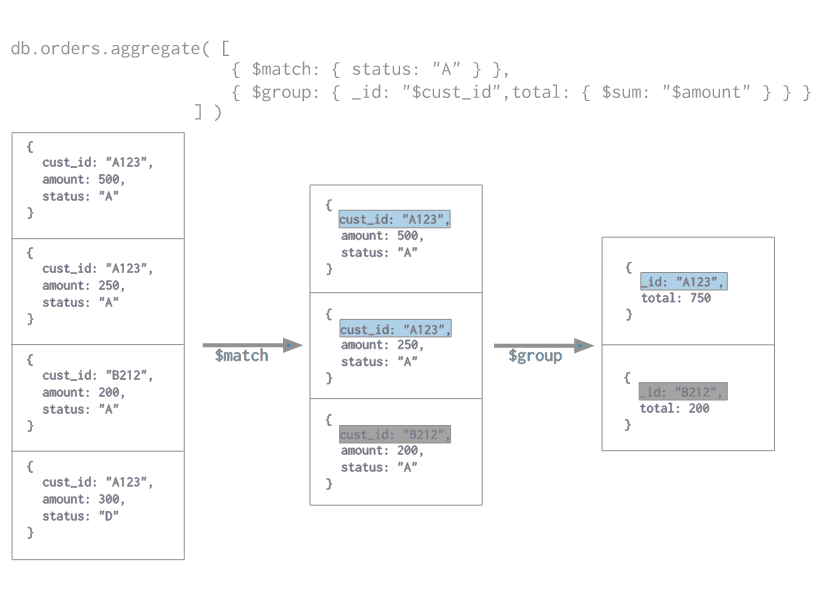 db.orders.aggregate( [
{ $match: { status: "A" } },
{ $group: { _id: "$cust_id",total: { $sum: "$amount" } } }
] )
{
cust_id: "A123",
amount: 500,
status: "A"
}
{
cust_id: "A123",
amount: 250,
status: "A"
}
{
cust_id: "B212",
amount: 200,
status: "A"
}
{
cust_id: "A123",
amount: 300,
status: "D"
}
$match
{
cust_id: "A123",
amount: 500,
status: "A"
}
{
cust_id: "A123",
amount: 250,
status: "A"
}
{
cust_id: "B212",
amount: 200,
status: "A"
}
$group
{
_id: "A123",
total: 750
}
{
_id: "B212",
total: 200
}